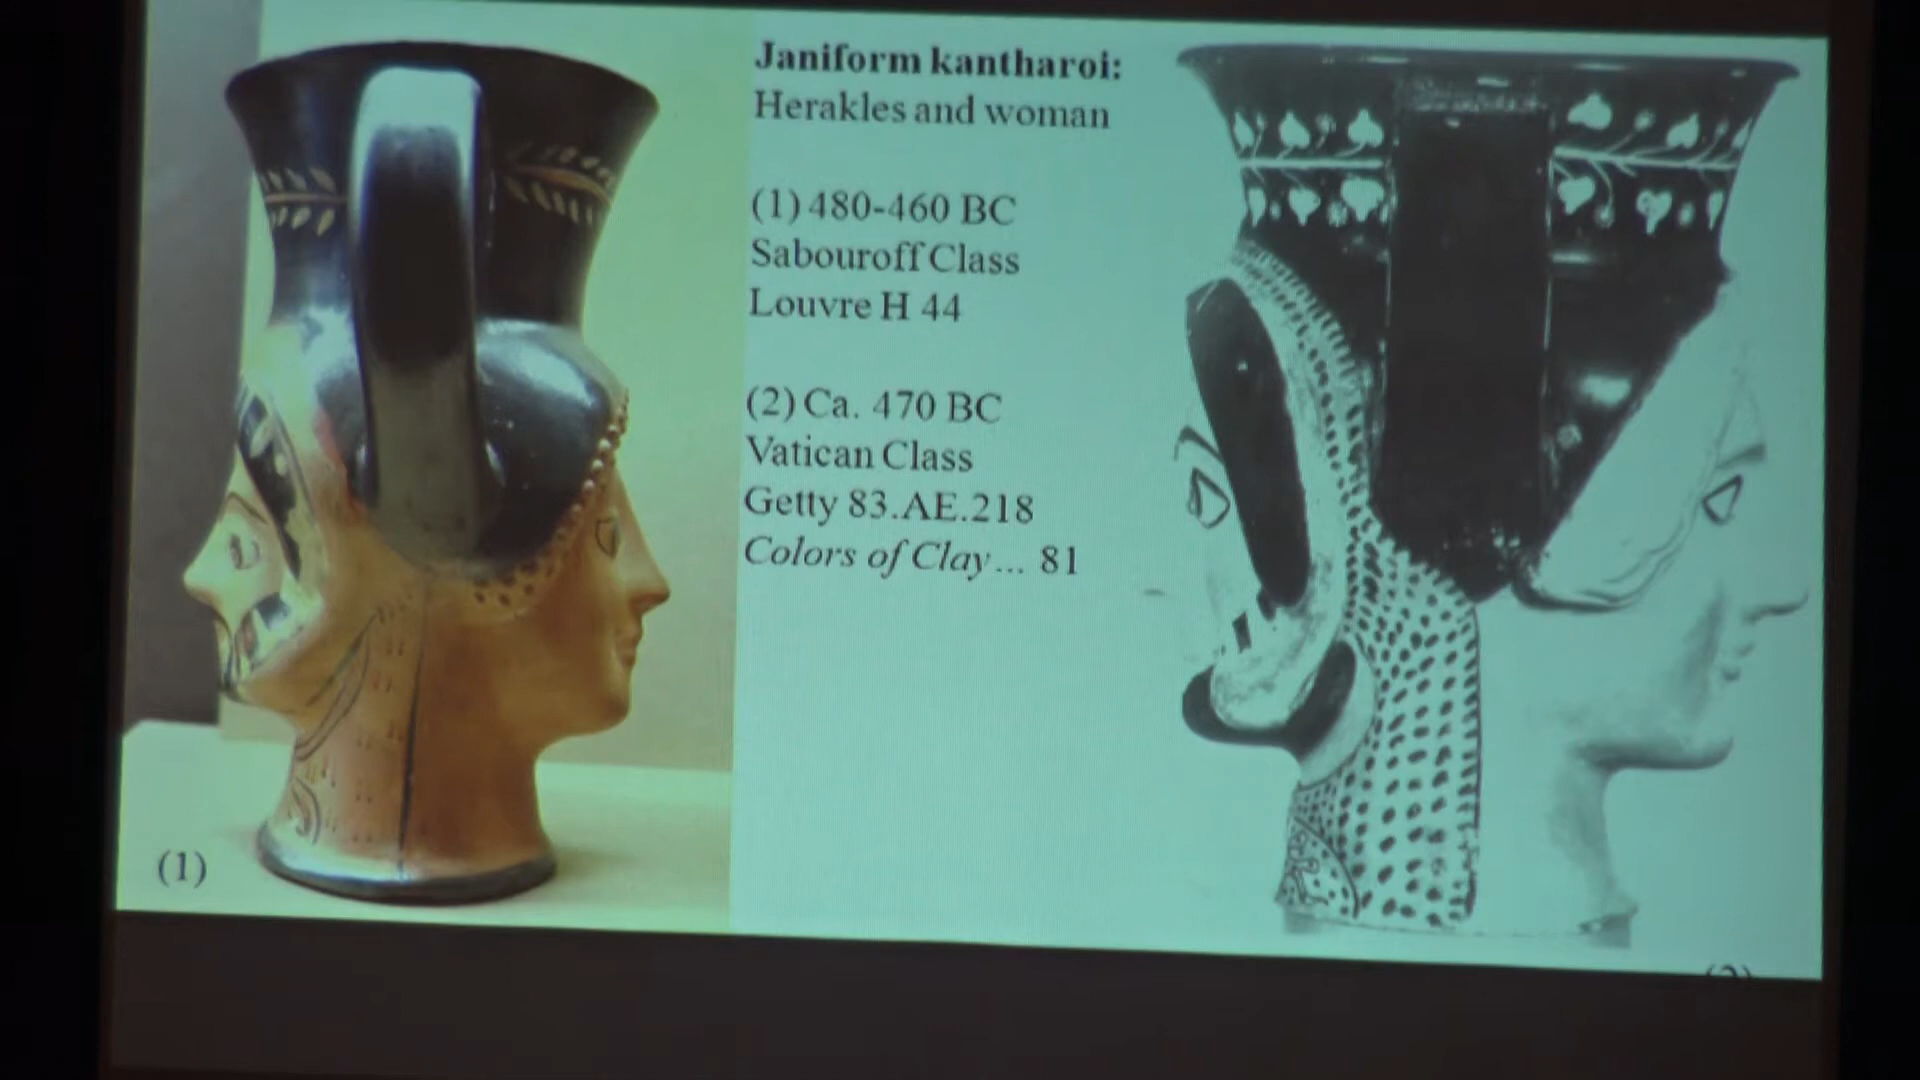 Janiform kantharoi:
Herakles and woman
(1) 480-460 BC
Sabouroff Class
Louvre H 44
(2) Ca. 470 BC
Vatican Class
Getty 83.AE.218
Colors of Clay... 81
(1)